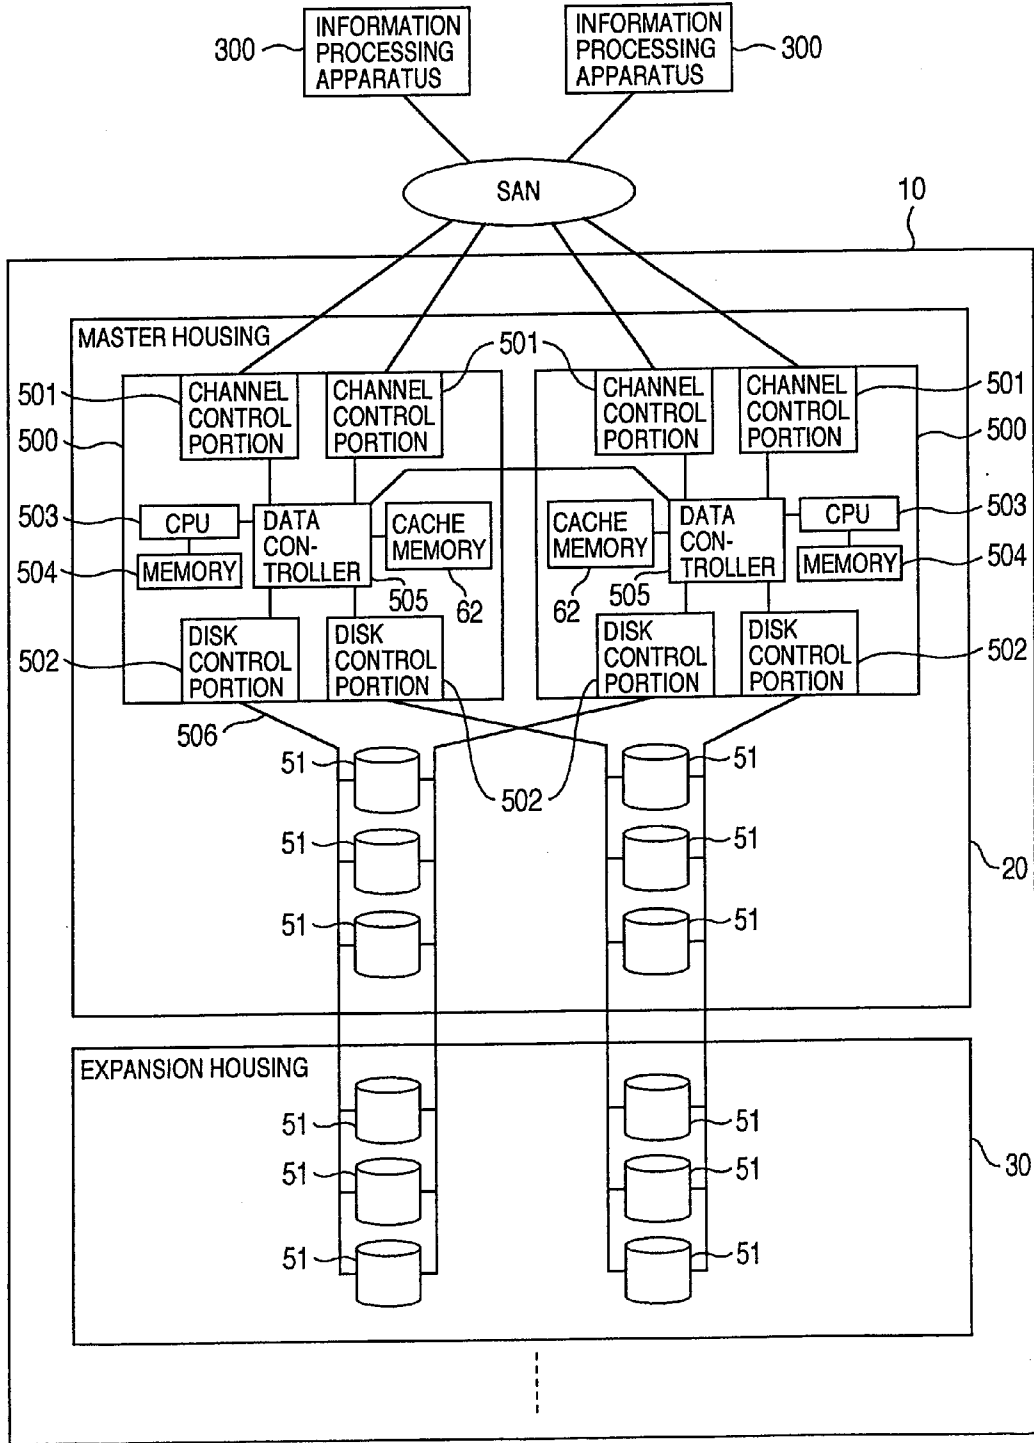 INFORMATION
PROCESSING
APPARATUS
300
INFORMATION
PROCESSING
APPARATUS
300
SAN
10
MASTER HOUSING
501
501
501
501
CHANNEL
CONTROL
PORTION
CHANNEL
CONTROL
PORTION
CHANNEL
CONTROL
PORTION
CHANNEL
CONTROL
PORTION
500
500
503
CPU
DATA
CON-
TROLLER
CACHE
MEMORY
CACHE
MEMORY
DATA
CON-
TROLLER
CPU
503
504
MEMORY
505
62
62
505
MEMORY
504
502
DISK
CONTROL
PORTION
DISK
CONTROL
PORTION
DISK
CONTROL
PORTION
DISK
CONTROL
PORTION
502
506
502
51
51
51
51
51
51
20
EXPANSION HOUSING
51
51
51
51
51
51
30